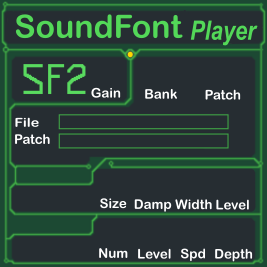 SoundFont Player
SF2
Gain Bank Patch
File
Patch
Size Damp Width Level
Num Level Spd Depth